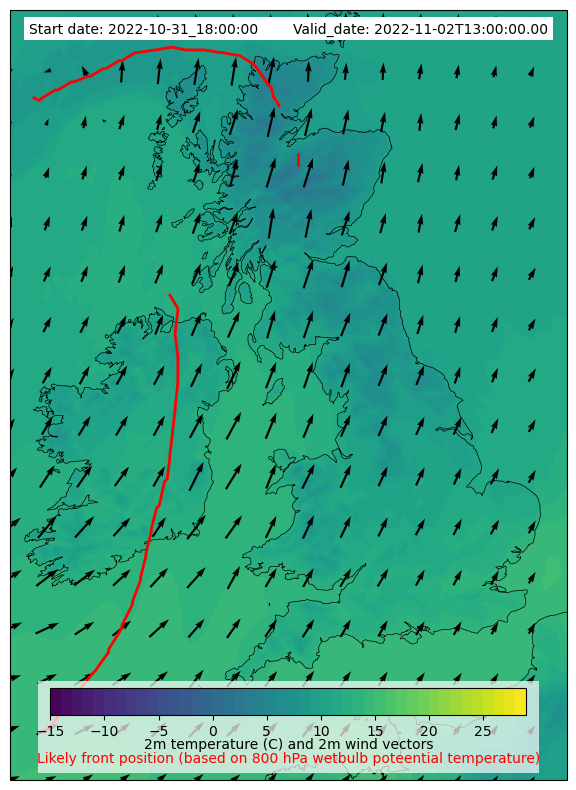 Start date: 2022-10-31_18:00:00 Valid_date: 2022-11-02T13:00:00.00
−15 −10 −5 0 5 10 15 20 25
2m temperature (C) and 2m wind vectors
Likely front position (based on 800 hPa wetbulb poteential temperature)